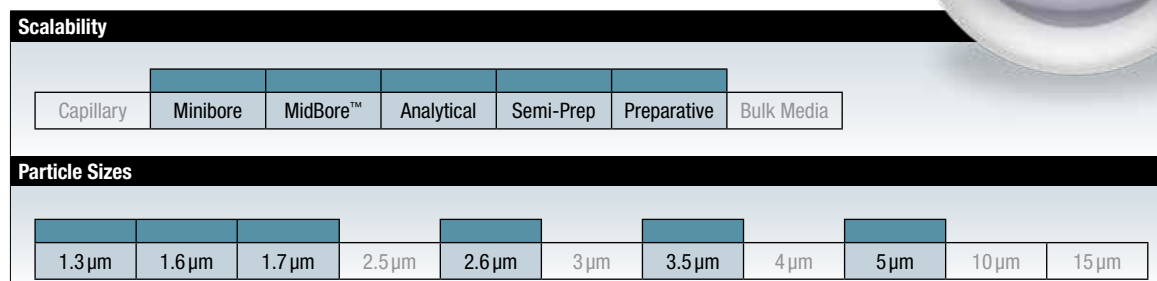 Scalability
Capillary Minibore MidBore™ Analytical Semi-Prep Preparative Bulk Media
Particle Sizes
1.3 µm 1.6 µm 1.7 µm 2.5 µm 2.6 µm 3 µm 3.5 µm 4 µm 5 µm 10 µm 15 µm